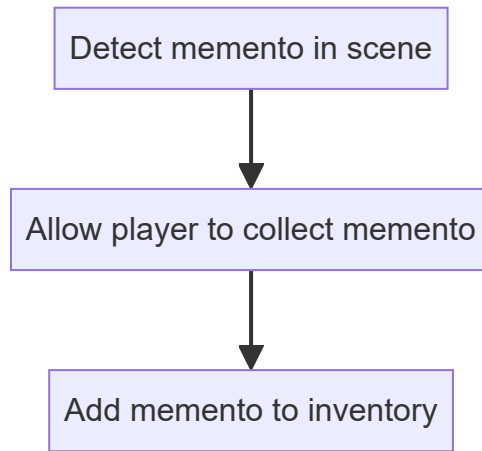 Detect memento in scene
Allow player to collect memento
Add memento to inventory